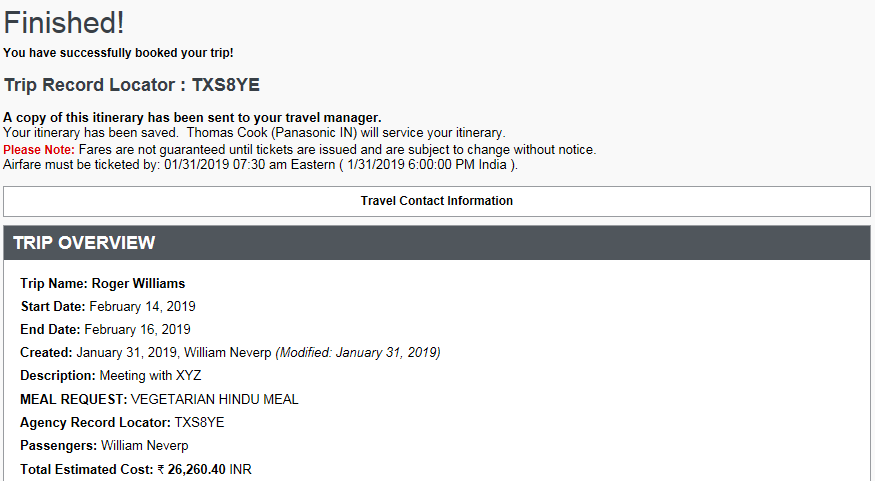 Finished!
You have successfully booked your trip!
Trip Record Locator : TXS8YE
A copy of this itinerary has been sent to your travel manager.
Your itinerary has been saved.  Thomas Cook (Panasonic IN) will service your itinerary.
Please Note: Fares are not guaranteed until tickets are issued and are subject to change without notice.
Airfare must be ticketed by: 01/31/2019 07:30 am Eastern ( 1/31/2019 6:00:00 PM India ).
Travel Contact Information
TRIP OVERVIEW
Trip Name: Roger Williams
Start Date: February 14, 2019
End Date: February 16, 2019
Created: January 31, 2019, William Neverp (Modified: January 31, 2019)
Description: Meeting with XYZ
MEAL REQUEST: VEGETARIAN HINDU MEAL
Agency Record Locator: TXS8YE
Passengers: William Neverp
Total Estimated Cost: ₹ 26,260.40 INR